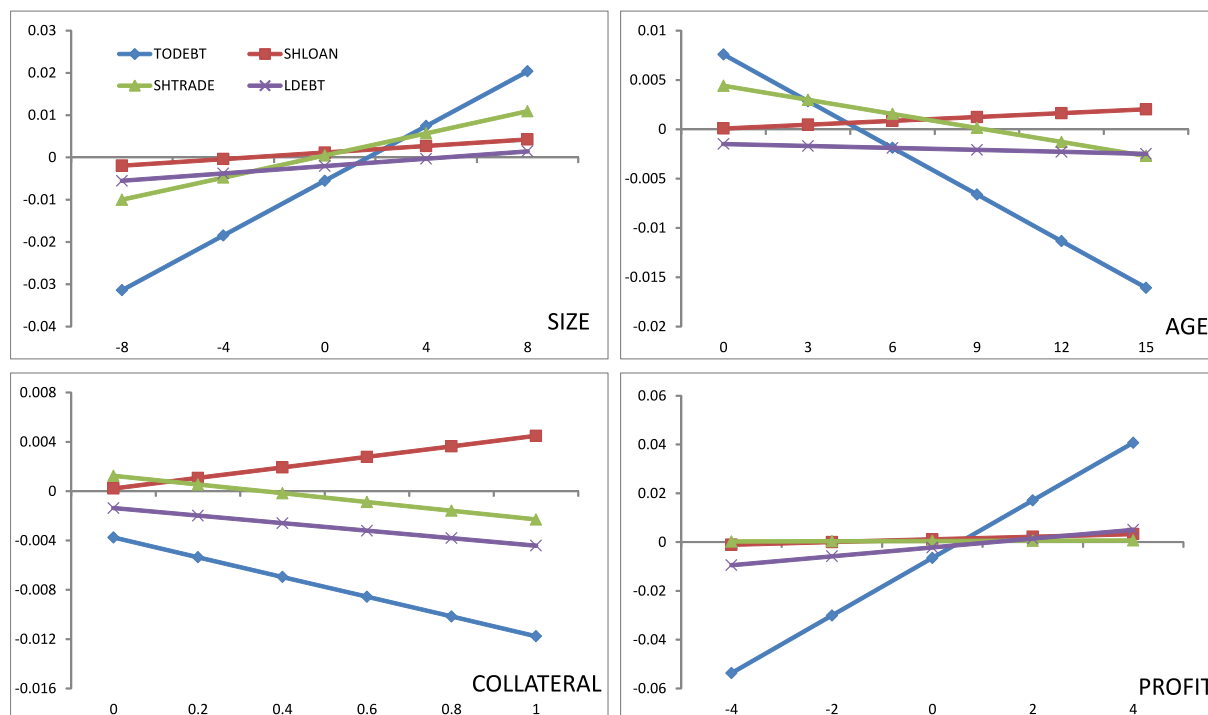 0.03
0.02
0.01
0
-0.01
-0.02
-0.03
-0.04
TODEBT SHLOAN
SHTRADE LDEBT
SIZE
-8 -4 0 4 8
0.01
0.005
0
-0.005
-0.01
-0.015
-0.02
AGE
0 3 6 9 12 15
0.008
0.004
0
-0.004
-0.008
-0.012
-0.016
COLLATERAL
0 0.2 0.4 0.6 0.8 1
0.06
0.04
0.02
0
-0.02
-0.04
-0.06
PROFIT
-4 -2 0 2 4